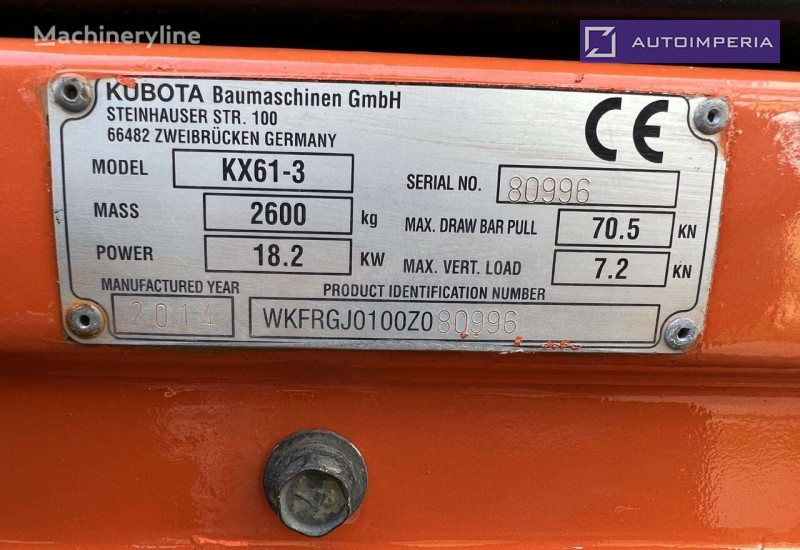 Machineryline
AUTOIMPERIA
KUBOTA Baumaschinen GmbH
STEINHAUSER STR. 100
66482 ZWEIBRÜCKEN GERMANY
CE
MODEL KX61-3
SERIAL NO. 80996
MASS 2600 kg
MAX. DRAW BAR PULL 70.5 KN
POWER 18.2 KW
MAX. VERT. LOAD 7.2 KN
MANUFACTURED YEAR
2014
PRODUCT IDENTIFICATION NUMBER
WKFRGJ0100Z080996